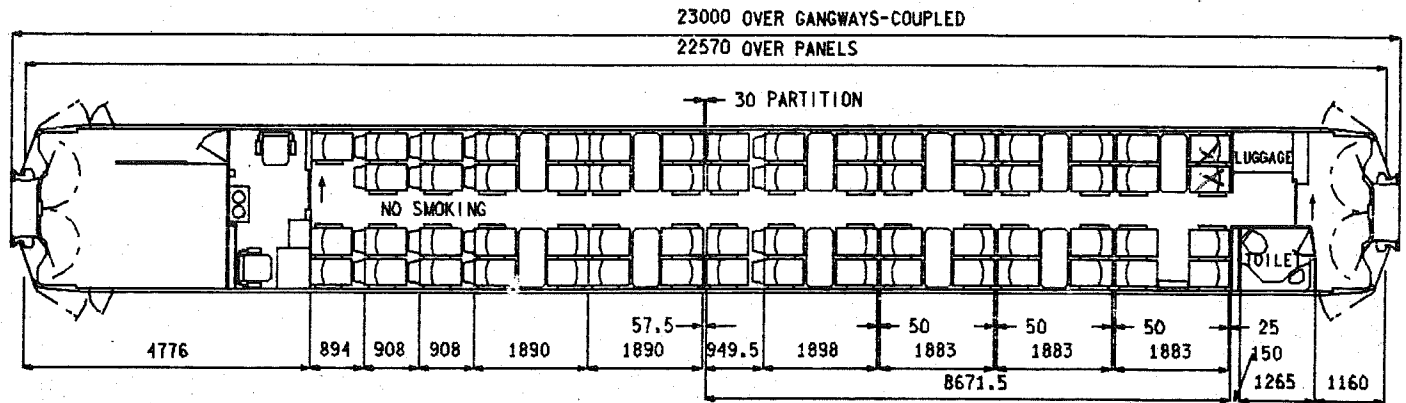 23000 OVER GANGWAYS-COUPLED
22570 OVER PANELS
30 PARTITION
LUGGAGE
NO SMOKING
TOILET
57.5 50 50 50 25
4776 894 908 908 1890 1890 949.5 1898 1883 1883 1883 150
8671.5 1265 1160